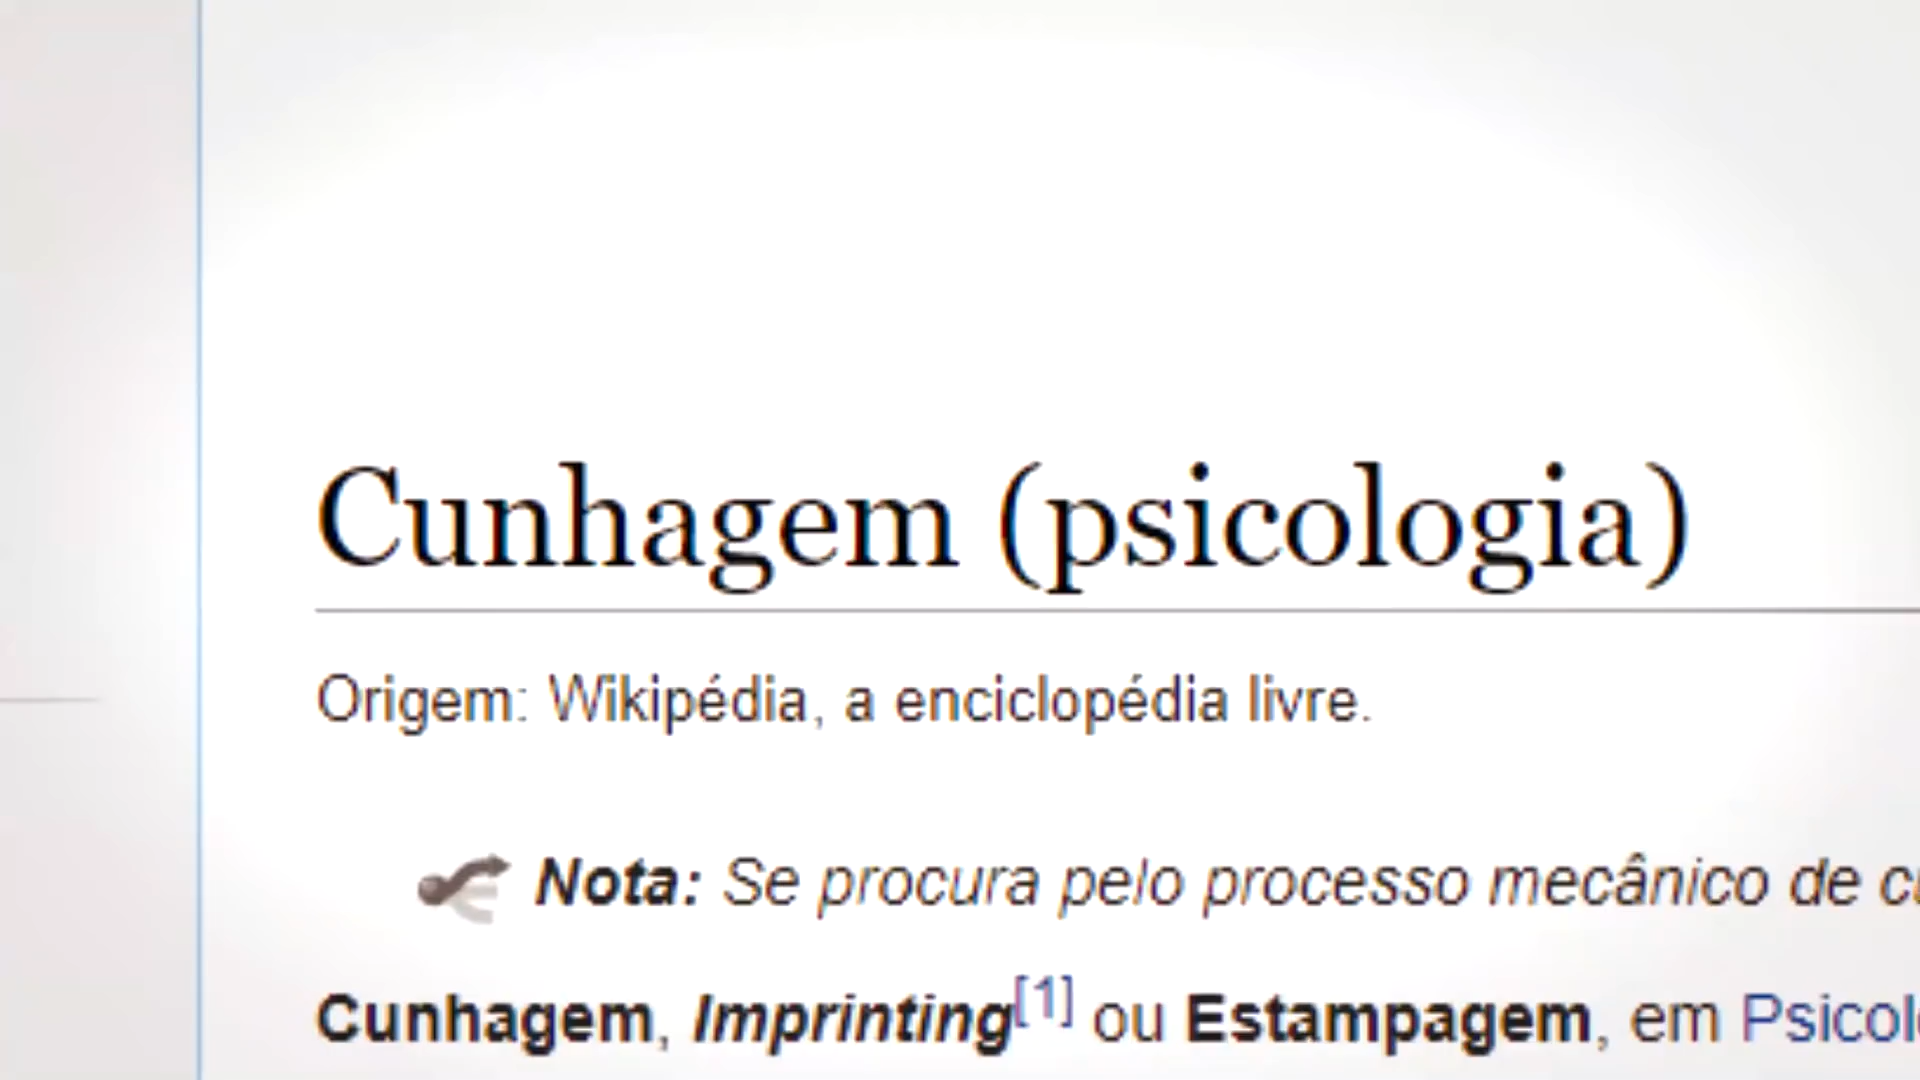 Cunhagem (psicologia)
Origem: Wikipédia, a enciclopédia livre.
Nota: Se procura pelo processo mecânico de
Cunhagem, Imprinting[1] ou Estampagem, em